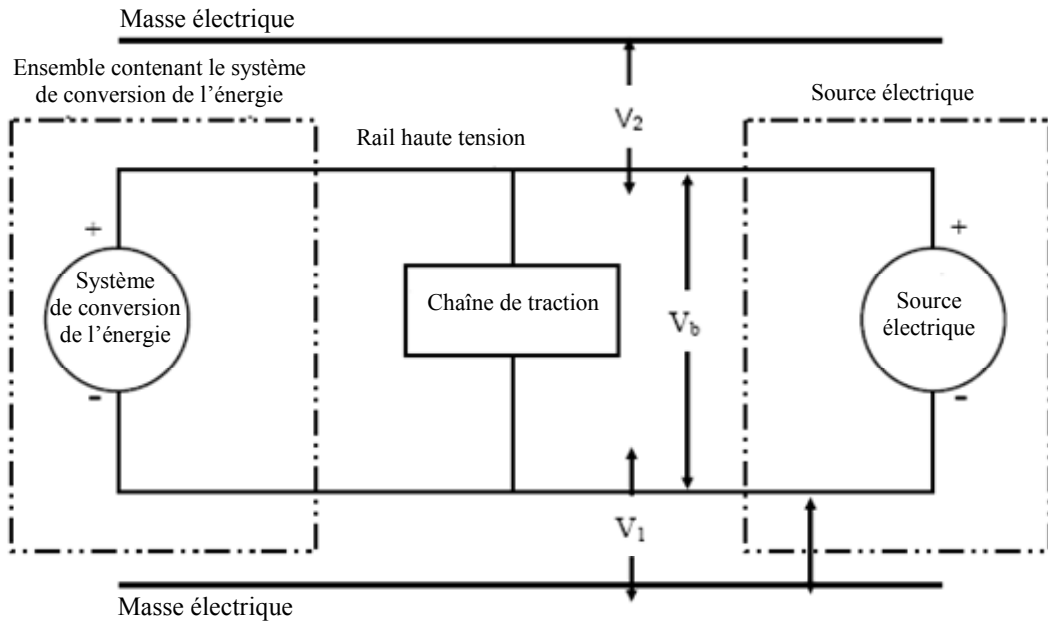 Masse électrique
Ensemble contenant le système
de conversion de l'énergie
Source électrique
V2
Rail haute tension
+
+
Système
de conversion
de l'énergie
Chaîne de traction
Vb
Source
électrique
-
-
V1
Masse électrique